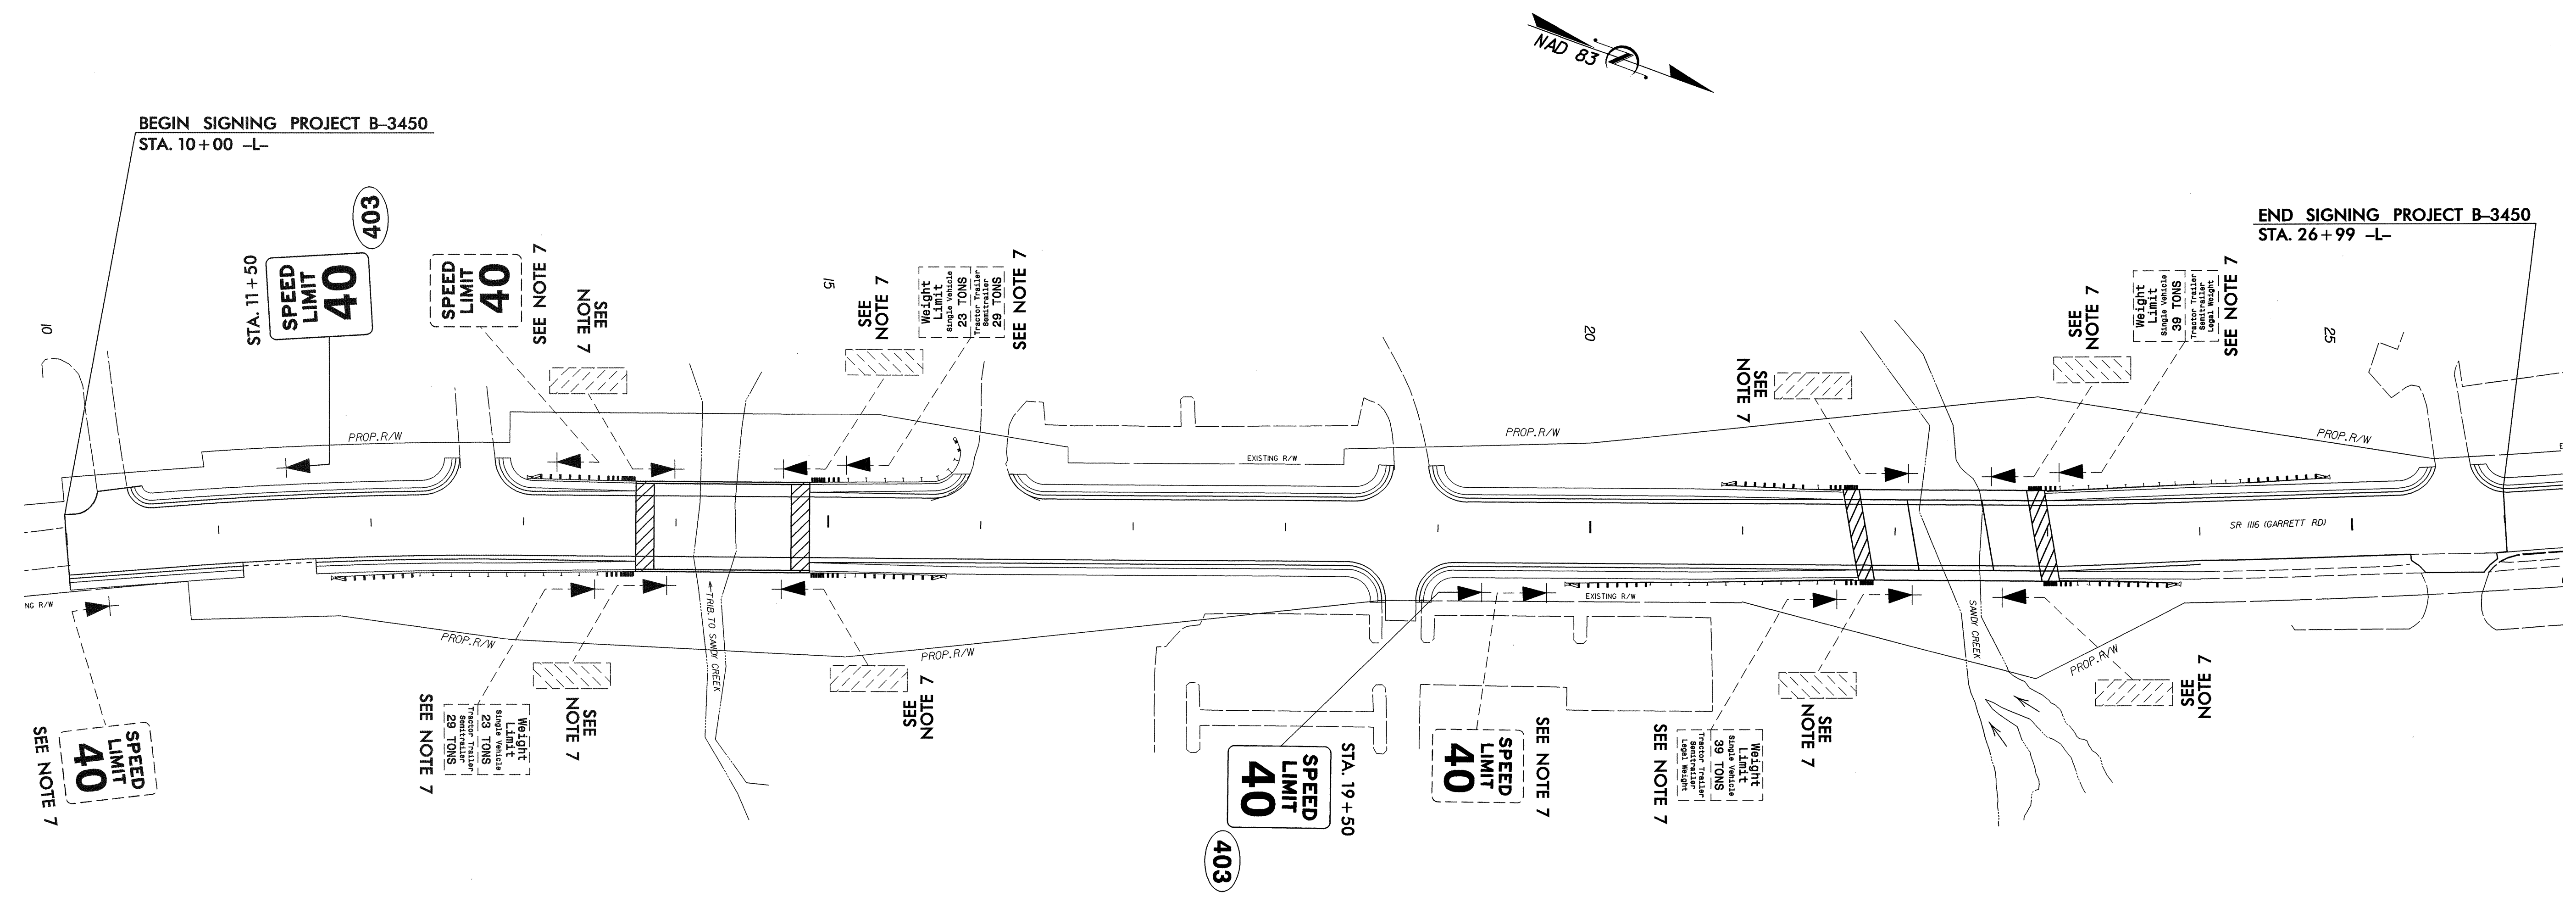 NAD 83
BEGIN SIGNING PROJECT B–3450
STA. 10+00 –L–
END SIGNING PROJECT B–3450
STA. 26+99 –L–
403
STA. 11+50
SPEED
LIMIT
40
SPEED
LIMIT
40
SEE NOTE 7
SEE
NOTE 7
15
SEE
NOTE 7
Weight
Limit
Single Vehicle
23 TONS
Tractor Trailer
Semitrailer
29 TONS
SEE NOTE 7
10
20
SEE
NOTE 7
SEE
NOTE 7
Weight
Limit
Single Vehicle
39 TONS
Tractor Trailer
Semitrailer
Legal Weight
SEE NOTE 7
25
PROP. R/W
EXISTING R/W
PROP. R/W
PROP. R/W
E
SR 1116 (GARRETT RD)
NG R/W
PROP. R/W
TRIB. TO SANDY CREEK
PROP. R/W
EXISTING R/W
SANDY CREEK
PROP. R/W
SEE NOTE 7
SPEED
LIMIT
40
SEE NOTE 7
Weight
Limit
Single Vehicle
23 TONS
Tractor Trailer
Semitrailer
29 TONS
SEE
NOTE 7
SEE
NOTE 7
SPEED
LIMIT
40
STA. 19+50
403
SPEED
LIMIT
40
SEE NOTE 7
SEE NOTE 7
Weight
Limit
Single Vehicle
39 TONS
Tractor Trailer
Semitrailer
Legal Weight
SEE
NOTE 7
SEE
NOTE 7